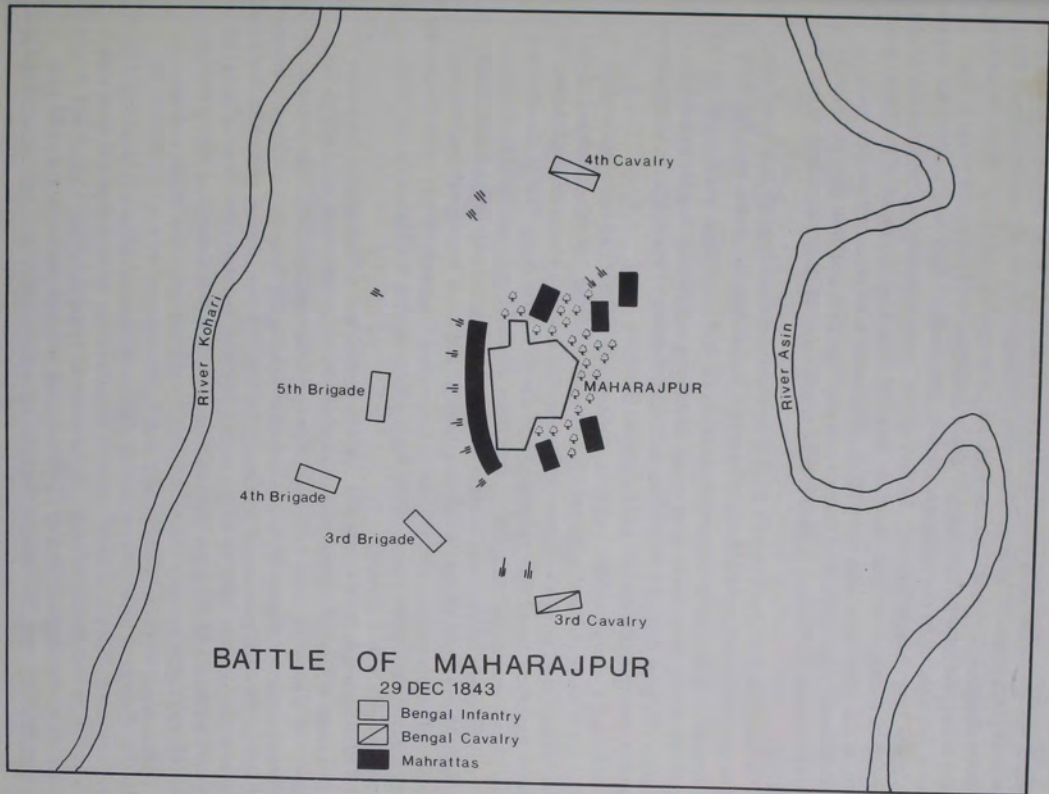 4th Cavalry
River Kohari
River Asin
5th Brigade
MAHARAJPUR
4th Brigade
3rd Brigade
3rd Cavalry
BATTLE OF MAHARAJPUR
29 DEC 1843
Bengal Infantry
Bengal Cavalry
Mahrattas